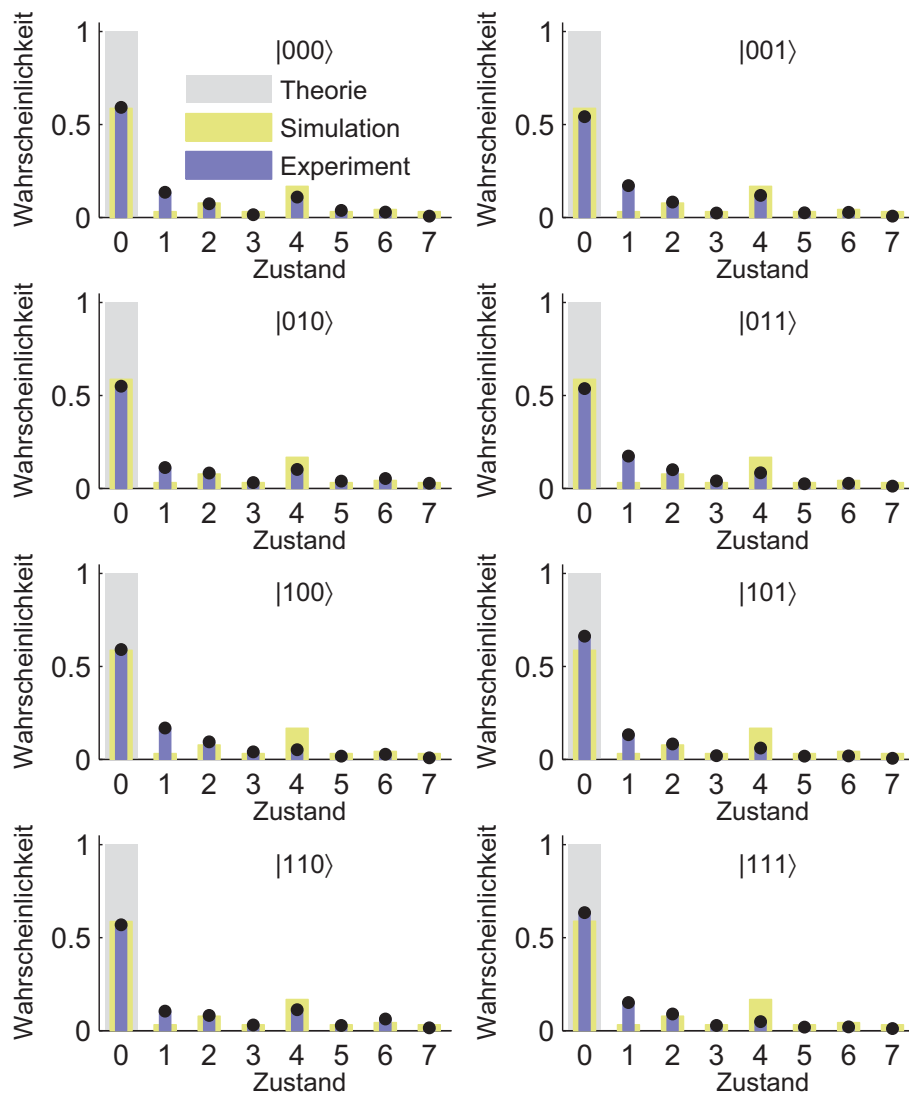 Wahrscheinlichkeit
1
0.5
0
|000⟩
Theorie
Simulation
Experiment
0 1 2 3 4 5 6 7
Zustand
Wahrscheinlichkeit
1
0.5
0
|001⟩
0 1 2 3 4 5 6 7
Zustand
Wahrscheinlichkeit
1
0.5
0
|010⟩
0 1 2 3 4 5 6 7
Zustand
Wahrscheinlichkeit
1
0.5
0
|011⟩
0 1 2 3 4 5 6 7
Zustand
Wahrscheinlichkeit
1
0.5
0
|100⟩
0 1 2 3 4 5 6 7
Zustand
Wahrscheinlichkeit
1
0.5
0
|101⟩
0 1 2 3 4 5 6 7
Zustand
Wahrscheinlichkeit
1
0.5
0
|110⟩
0 1 2 3 4 5 6 7
Zustand
Wahrscheinlichkeit
1
0.5
0
|111⟩
0 1 2 3 4 5 6 7
Zustand